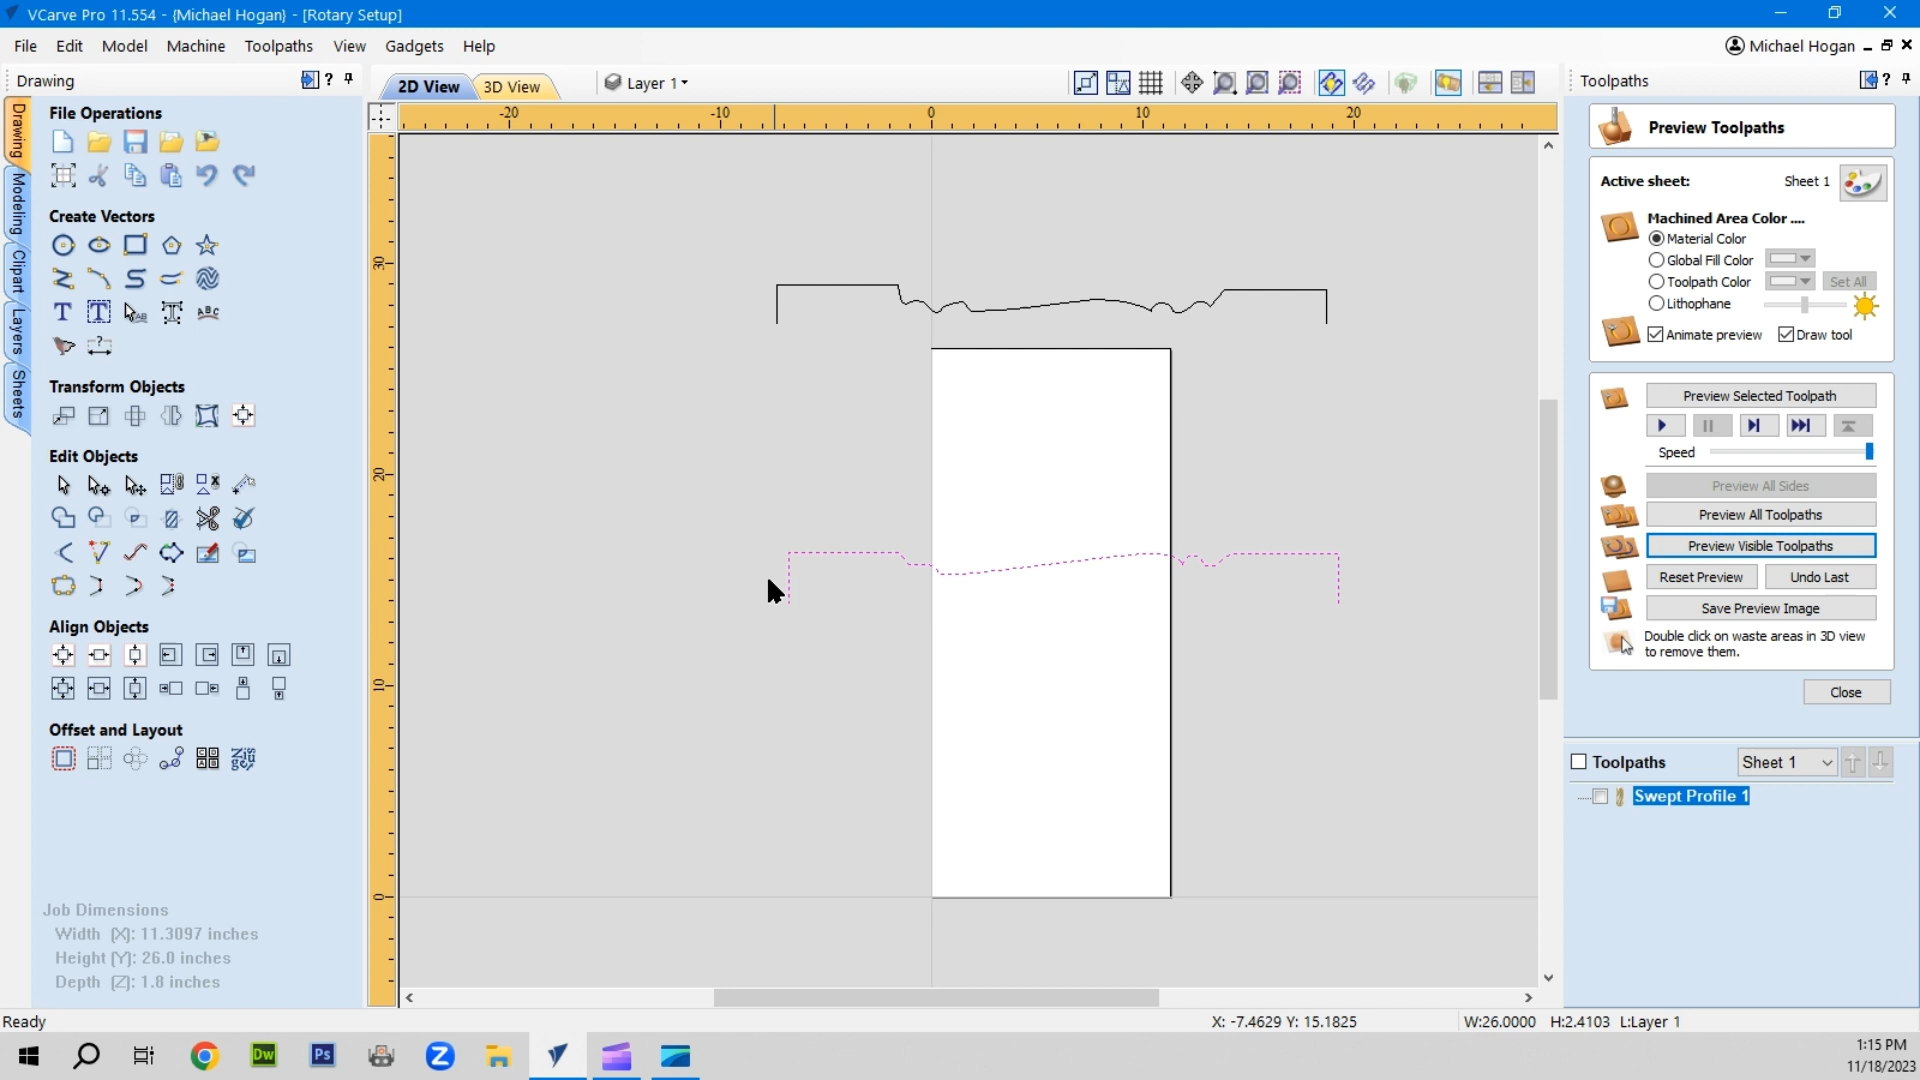 VCarve Pro 11.554 - {Michael Hogan} - [Rotary Setup]
File Edit Model Machine Toolpaths View Gadgets Help
Michael Hogan
Drawing
?
2D View
3D View
Layer 1
Toolpaths
?
Drawing
Modeling
Clipart
Layers
Sheets
File Operations
Create Vectors
Transform Objects
Edit Objects
Align Objects
Offset and Layout
Job Dimensions
Width (X): 11.3097 inches
Height (Y): 26.0 inches
Depth (Z): 1.8 inches
-20 -10 0 10 20
30
20
10
0
Preview Toolpaths
Active sheet: Sheet 1
Machined Area Color ....
Material Color
Global Fill Color
Toolpath Color Set All
Lithophane
Animate preview Draw tool
Preview Selected Toolpath
Speed
Preview All Sides
Preview All Toolpaths
Preview Visible Toolpaths
Reset Preview Undo Last
Save Preview Image
Double click on waste areas in 3D view
to remove them.
Close
Toolpaths Sheet 1
Swept Profile 1
Ready
X: -7.4629 Y: 15.1825
W:26.0000 H:2.4103 L:Layer 1
Dw
Ps
Z
1:15 PM
11/18/2023